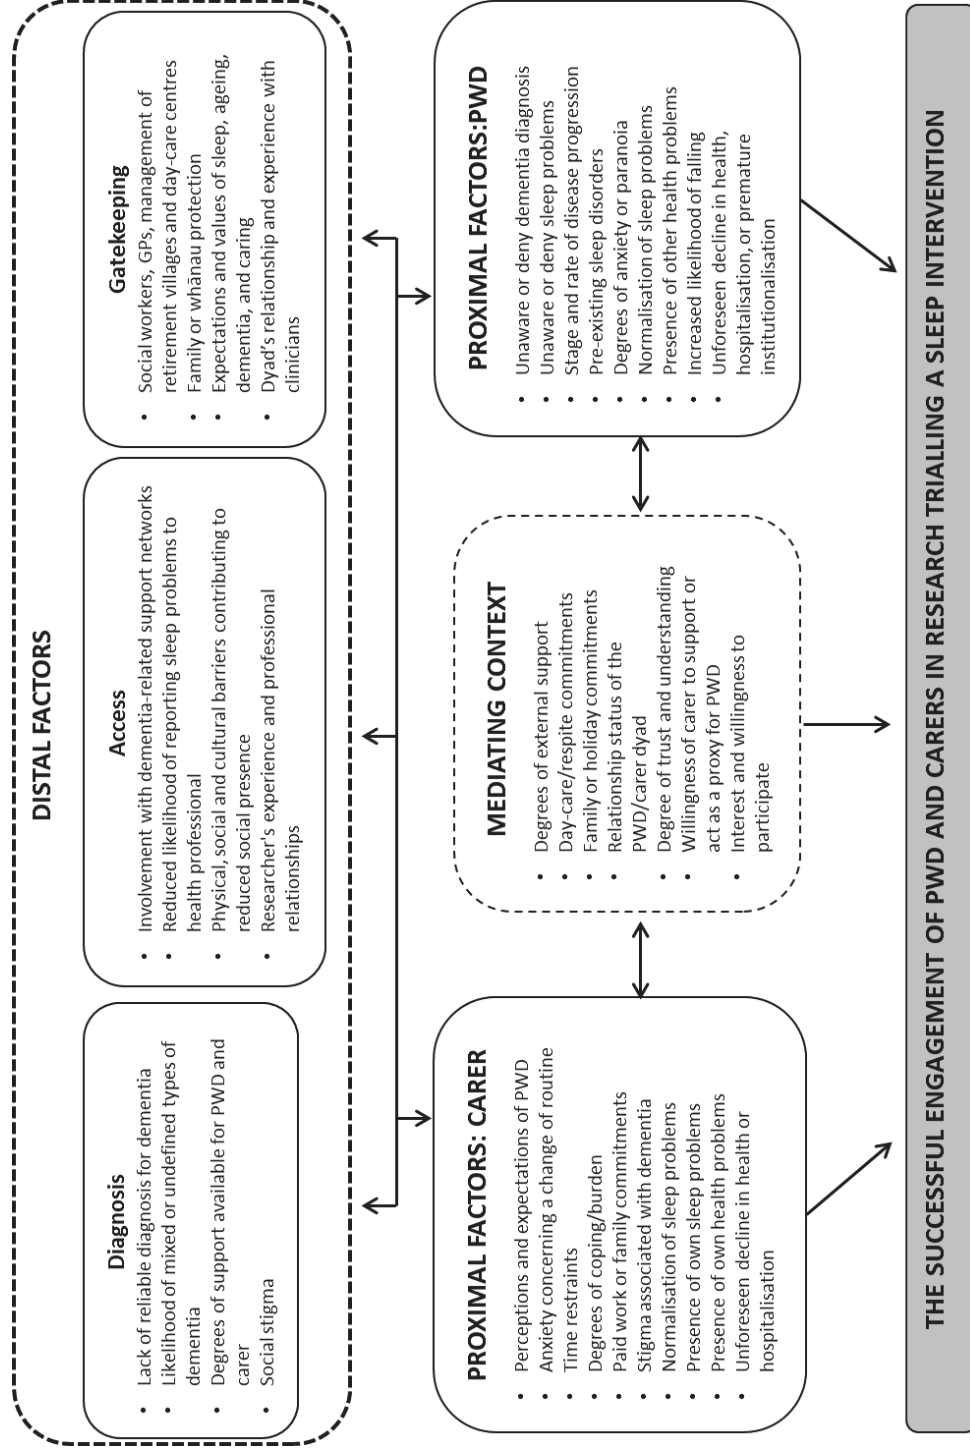 DISTAL FACTORS
Diagnosis
• Lack of reliable diagnosis for dementia
• Likelihood of mixed or undefined types of
dementia
• Degrees of support available for PWD and
carer
• Social stigma
Access
• Involvement with dementia-related support networks
• Reduced likelihood of reporting sleep problems to
health professional
• Physical, social and cultural barriers contributing to
reduced social presence
• Researcher's experience and professional
relationships
Gatekeeping
• Social workers, GPs, management of
retirement villages and day-care centres
• Family or whānau protection
• Expectations and values of sleep, ageing,
dementia, and caring
• Dyad's relationship and experience with
clinicians
PROXIMAL FACTORS: CARER
• Perceptions and expectations of PWD
• Anxiety concerning a change of routine
• Time restraints
• Degrees of coping/burden
• Paid work or family commitments
• Stigma associated with dementia
• Normalisation of sleep problems
• Presence of own sleep problems
• Presence of own health problems
• Unforeseen decline in health or
hospitalisation
MEDIATING CONTEXT
• Degrees of external support
• Day-care/respite commitments
• Family or holiday commitments
• Relationship status of the
PWD/carer dyad
• Degree of trust and understanding
• Willingness of carer to support or
act as a proxy for PWD
• Interest and willingness to
participate
PROXIMAL FACTORS:PWD
• Unaware or deny dementia diagnosis
• Unaware or deny sleep problems
• Stage and rate of disease progression
• Pre-existing sleep disorders
• Degrees of anxiety or paranoia
• Normalisation of sleep problems
• Presence of other health problems
• Increased likelihood of falling
• Unforeseen decline in health,
hospitalisation, or premature
institutionalisation
THE SUCCESSFUL ENGAGEMENT OF PWD AND CARERS IN RESEARCH TRIALLING A SLEEP INTERVENTION